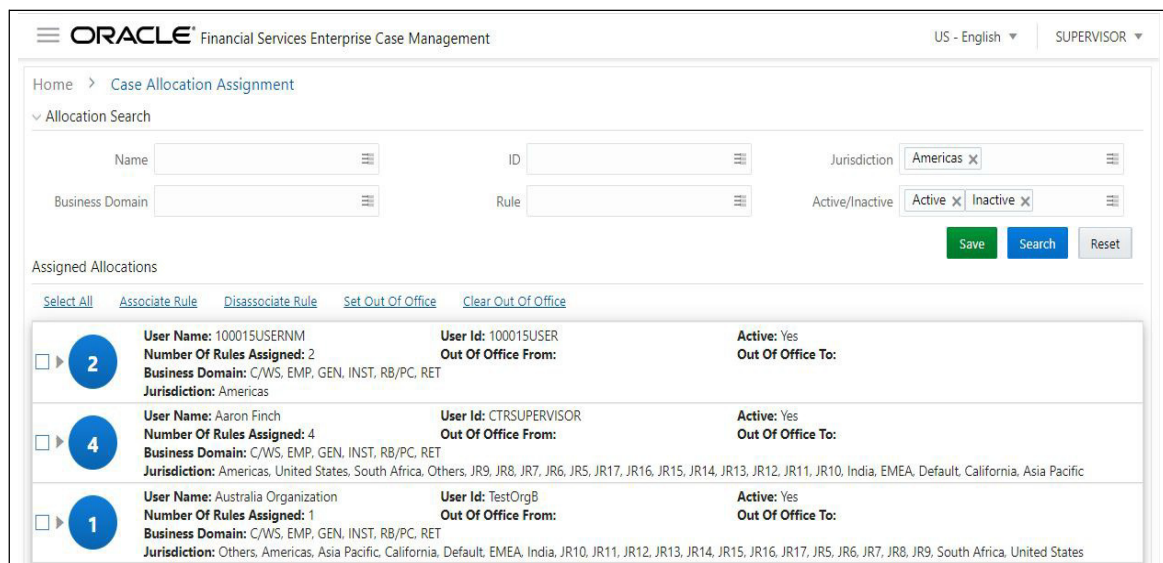 ORACLE® Financial Services Enterprise Case Management US - English SUPERVISOR
Home > Case Allocation Assignment
Allocation Search
Name ID Jurisdiction Americas X
Business Domain Rule Active/Inactive Active X Inactive X
Save Search Reset
Assigned Allocations
Select All Associate Rule Disassociate Rule Set Out Of Office Clear Out Of Office
2
User Name: 100015USERNM User Id: 100015USER Active: Yes
Number Of Rules Assigned: 2 Out Of Office From: Out Of Office To:
Business Domain: C/WS, EMP, GEN, INST, RB/PC, RET
Jurisdiction: Americas
4
User Name: Aaron Finch User Id: CTRSUPERVISOR Active: Yes
Number Of Rules Assigned: 4 Out Of Office From: Out Of Office To:
Business Domain: C/WS, EMP, GEN, INST, RB/PC, RET
Jurisdiction: Americas, United States, South Africa, Others, JR9, JR8, JR7, JR6, JR5, JR17, JR16, JR15, JR14, JR13, JR12, JR11, JR10, India, EMEA, Default, California, Asia Pacific
1
User Name: Australia Organization User Id: TestOrgB Active: Yes
Number Of Rules Assigned: 1 Out Of Office From: Out Of Office To:
Business Domain: C/WS, EMP, GEN, INST, RB/PC, RET
Jurisdiction: Others, Americas, Asia Pacific, California, Default, EMEA, India, JR10, JR11, JR12, JR13, JR14, JR15, JR16, JR17, JR5, JR6, JR7, JR8, JR9, South Africa, United States